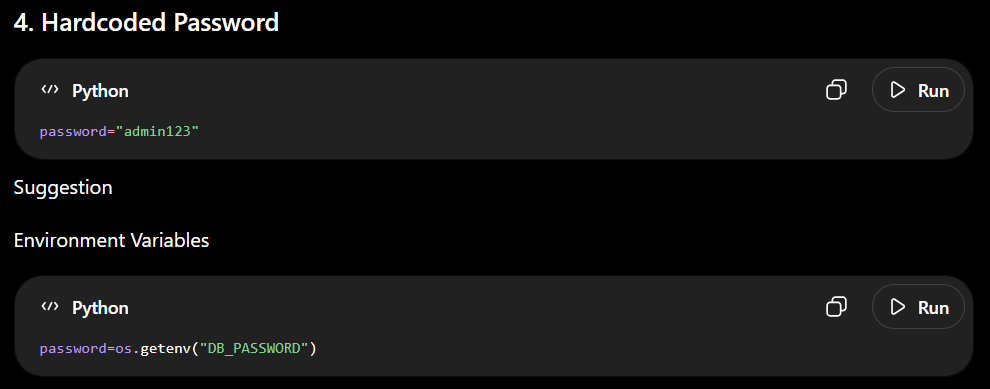 4. Hardcoded Password
Python
Run
password="admin123"
Suggestion
Environment Variables
Python
Run
password=os.getenv("DB_PASSWORD")